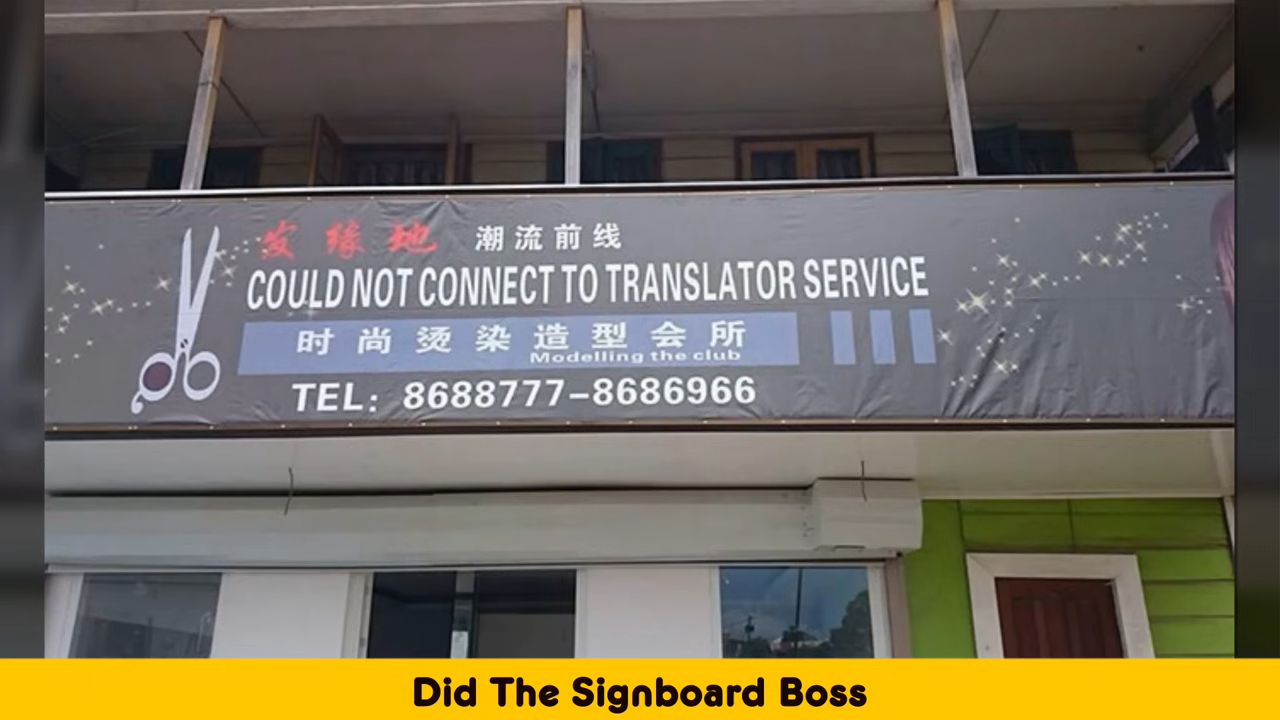 发缘地 潮流前线
COULD NOT CONNECT TO TRANSLATOR SERVICE
时尚烫染造型会所
Modelling the club
TEL: 8688777-8686966
Did The Signboard Boss